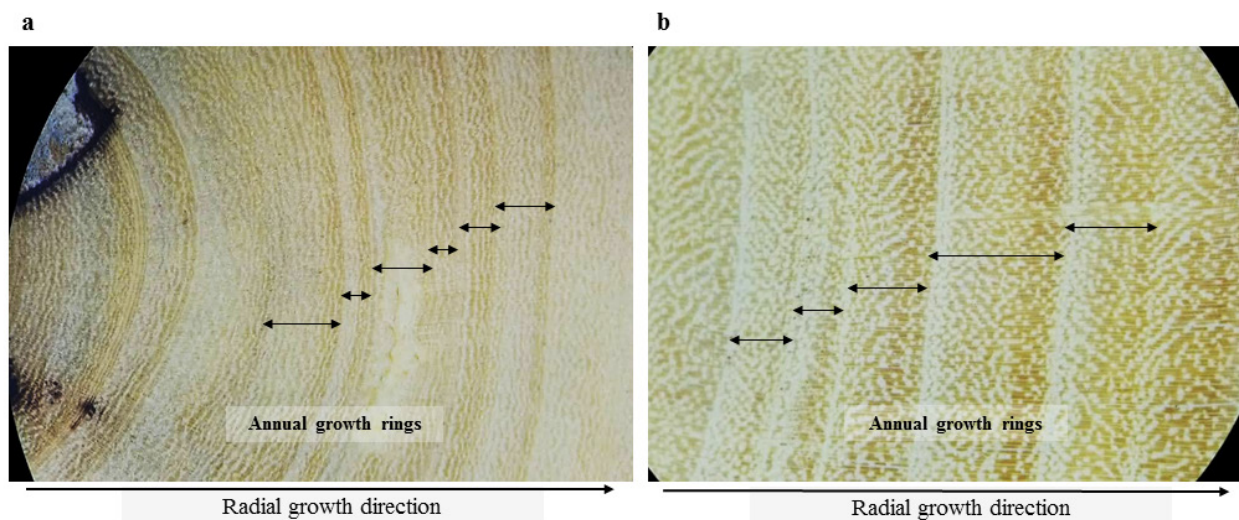 a
b
Annual growth rings
Annual growth rings
Radial growth direction
Radial growth direction